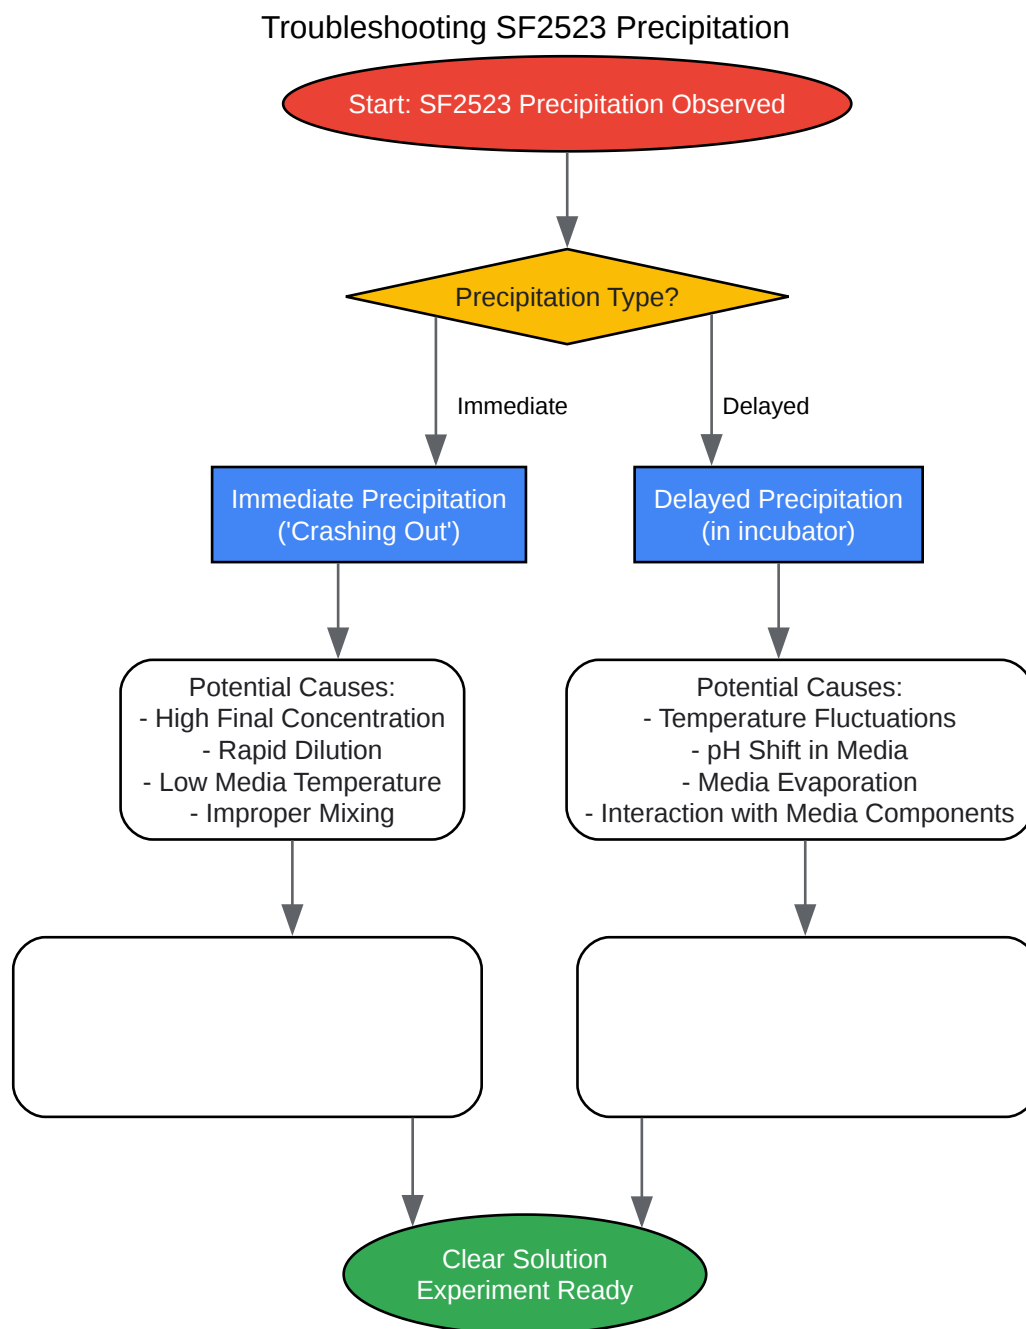 Troubleshooting SF2523 Precipitation
Start: SF2523 Precipitation Observed
Precipitation Type?
Immediate
Delayed
Immediate Precipitation
('Crashing Out')
Delayed Precipitation
(in incubator)
Potential Causes:
- High Final Concentration
- Rapid Dilution
- Low Media Temperature
- Improper Mixing
Potential Causes:
- Temperature Fluctuations
- pH Shift in Media
- Media Evaporation
- Interaction with Media Components
Clear Solution
Experiment Ready